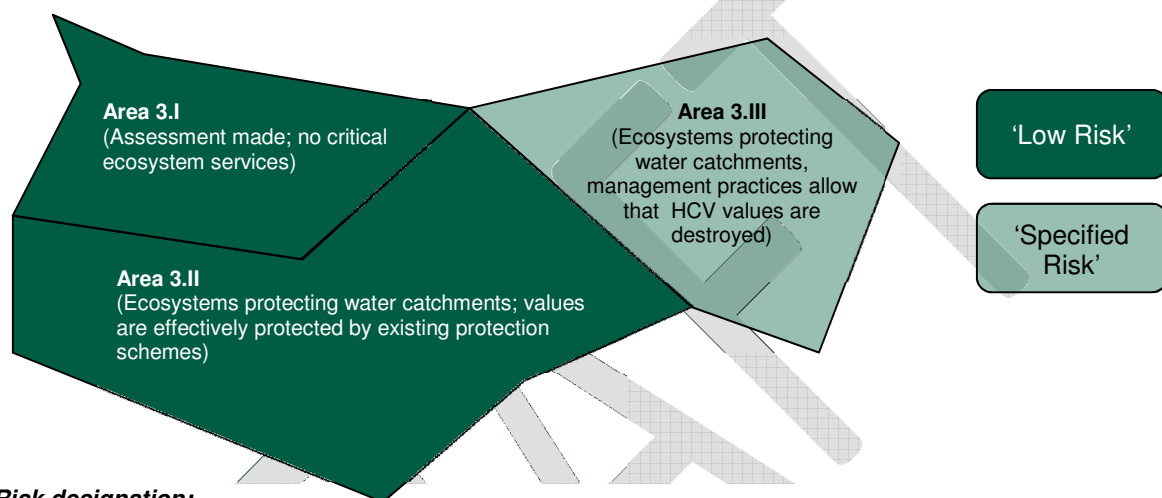 Area 3.I
(Assessment made; no critical
ecosystem services)
Area 3.III
(Ecosystems protecting
water catchments,
management practices allow
that HCV values are
destroyed)
‘Low Risk’
‘Specified
Risk’
Area 3.II
(Ecosystems protecting water catchments; values
are effectively protected by existing protection
schemes)
Risk designation: